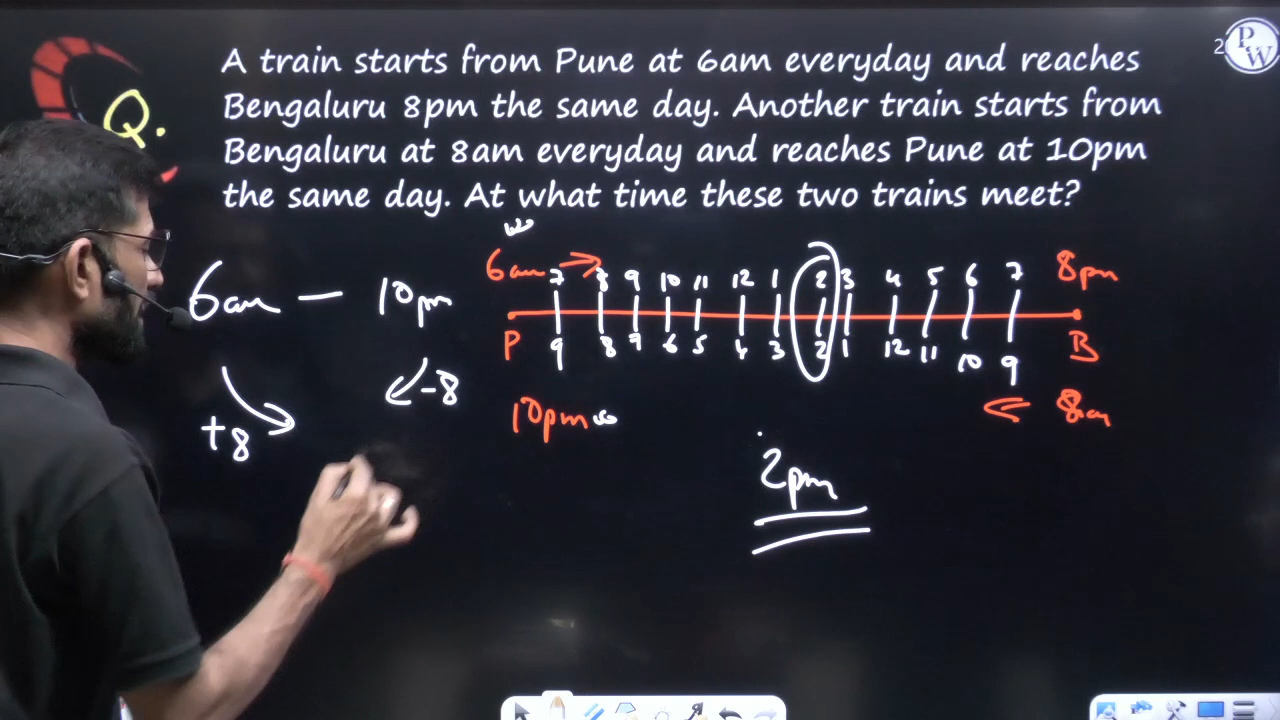 2
PW
Q.
A train starts from Pune at 6am everyday and reaches
Bengaluru 8pm the same day. Another train starts from
Bengaluru at 8am everyday and reaches Pune at 10pm
the same day. At what time these two trains meet?
6am → 7 8 9 10 11 12 1 2 3 4 5 6 7 8pm
P 9 8 7 6 5 4 3 2 1 12 11 10 9 B
10pm ← 8am
6am — 10pm
+8 -8
2pm